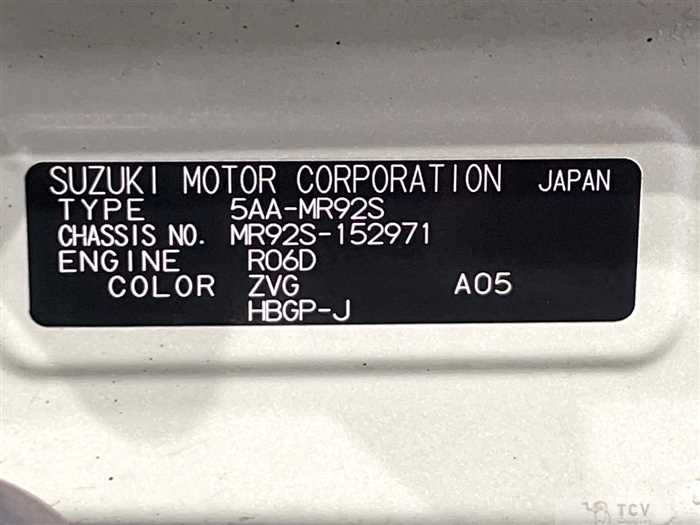 SUZUKI MOTOR CORPORATION JAPAN
TYPE 5AA-MR92S
CHASSIS NO. MR92S-152971
ENGINE R06D
COLOR ZVG A05
HBGP-J
TCV